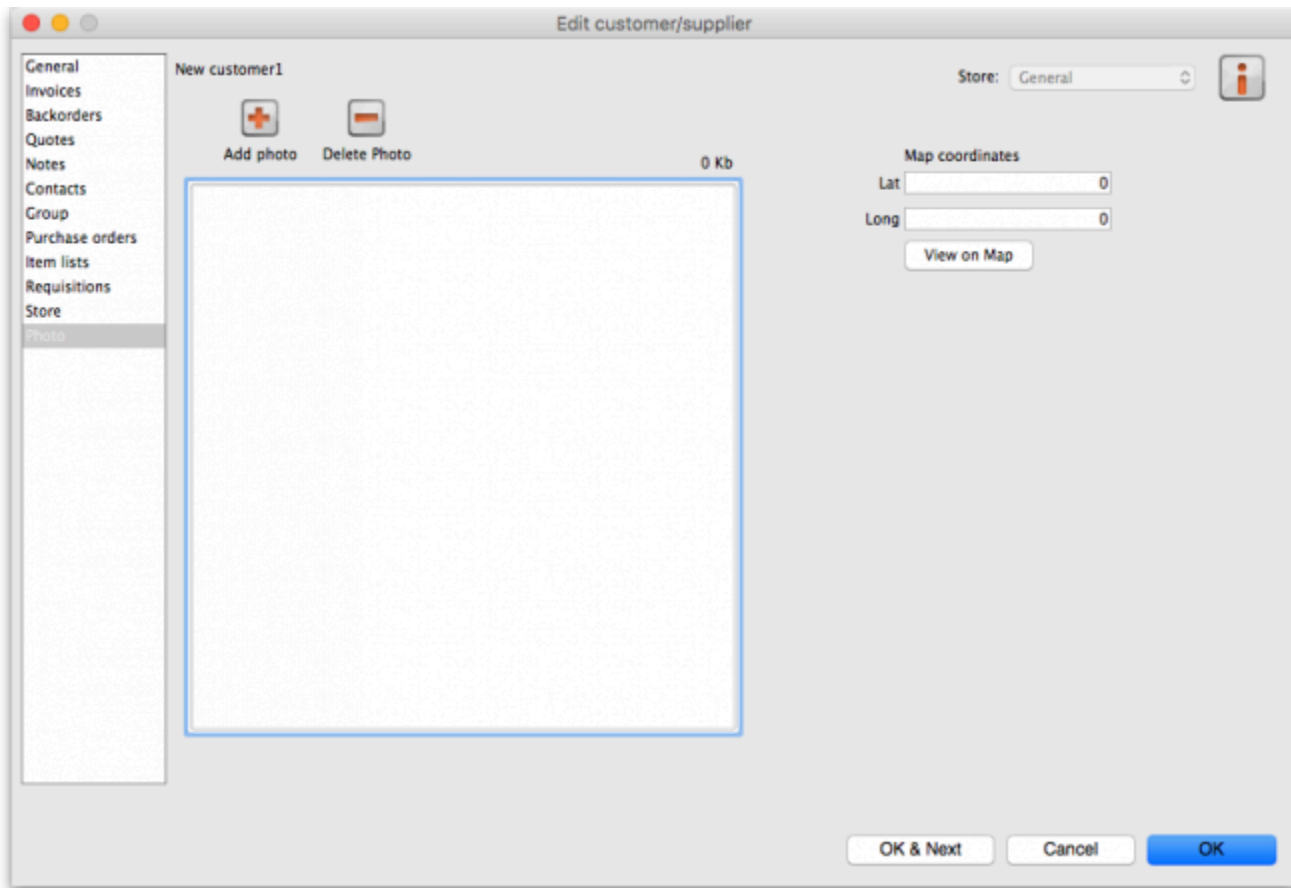 Edit customer/supplier
General
Invoices
Backorders
Quotes
Notes
Contacts
Group
Purchase orders
Item lists
Requisitions
Store
Photo
New customer1
Store: General
Add photo
Delete Photo
0 Kb
Map coordinates
Lat 0
Long 0
View on Map
OK & Next
Cancel
OK